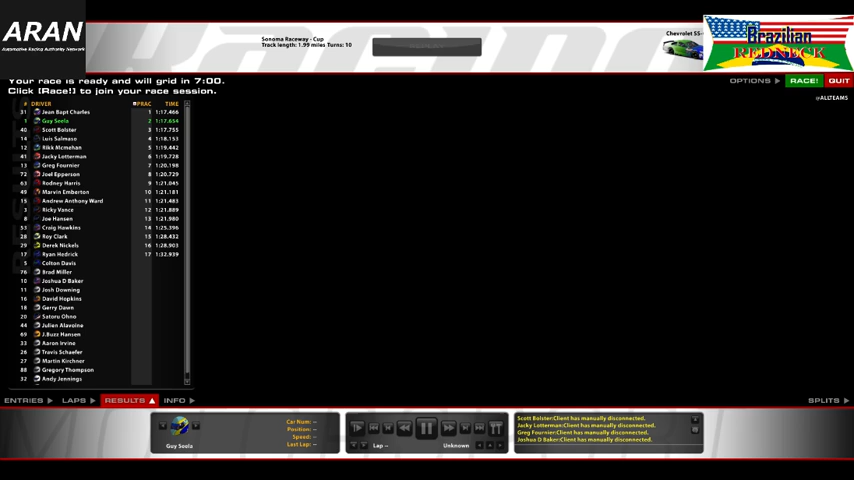 ARAN
Automotive Racing Authority Network
Sonoma Raceway - Cup
Track length: 1.99 miles Turns: 10
Chevrolet SS-
Brazilian
REDNECK
Your race is ready and will grid in 7:00.
Click [Race!] to join your race session.
OPTIONS RACE! QUIT
@ALLTEAMS
# DRIVER PRAC TIME
31 Jean Bapt Charles 1 1:17.466
1 Guy Soela 2 1:17.654
40 Scott Bolster 3 1:17.755
14 Luis Salmaso 4 1:18.153
12 Rikk Mcmehan 5 1:19.442
41 Jacky Lotterman 6 1:19.728
13 Greg Fournier 7 1:20.198
72 Joel Epperson 8 1:20.729
63 Rodney Harris 9 1:21.045
49 Marvin Emberton 10 1:21.181
15 Andrew Anthony Ward 11 1:21.483
3 Ricky Vance 12 1:21.889
8 Joe Hansen 13 1:21.980
53 Craig Hawkins 14 1:25.396
28 Roy Clark 15 1:28.432
29 Derek Nickels 16 1:28.903
17 Ryan Hedrick 17 1:32.939
5 Colton Davis
76 Brad Miller
10 Joshua D Baker
11 Josh Dowding
16 David Hopkins
18 Gerry Dawn
20 Satoru Ohno
44 Julien Alavoine
69 J.Buzz Hansen
33 Aaron Irvine
26 Travis Schaefer
27 Martin Kirchner
88 Gregory Thompson
32 Andy Jennings
ENTRIES LAPS RESULTS INFO SPLITS
Guy Soela
Car Num: --
Position: --
Speed: --
Last Lap: --
Lap -- Unknown
Scott Bolster:Client has manually disconnected.
Jacky Lotterman:Client has manually disconnected.
Greg Fournier:Client has manually disconnected.
Joshua D Baker:Client has manually disconnected.